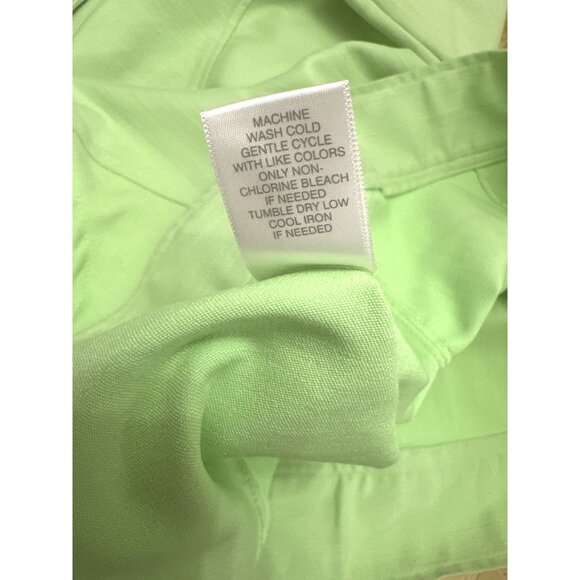 MACHINE
WASH COLD
GENTLE CYCLE
WITH LIKE COLORS
ONLY NON-
CHLORINE BLEACH
IF NEEDED
TUMBLE DRY LOW
COOL IRON
IF NEEDED